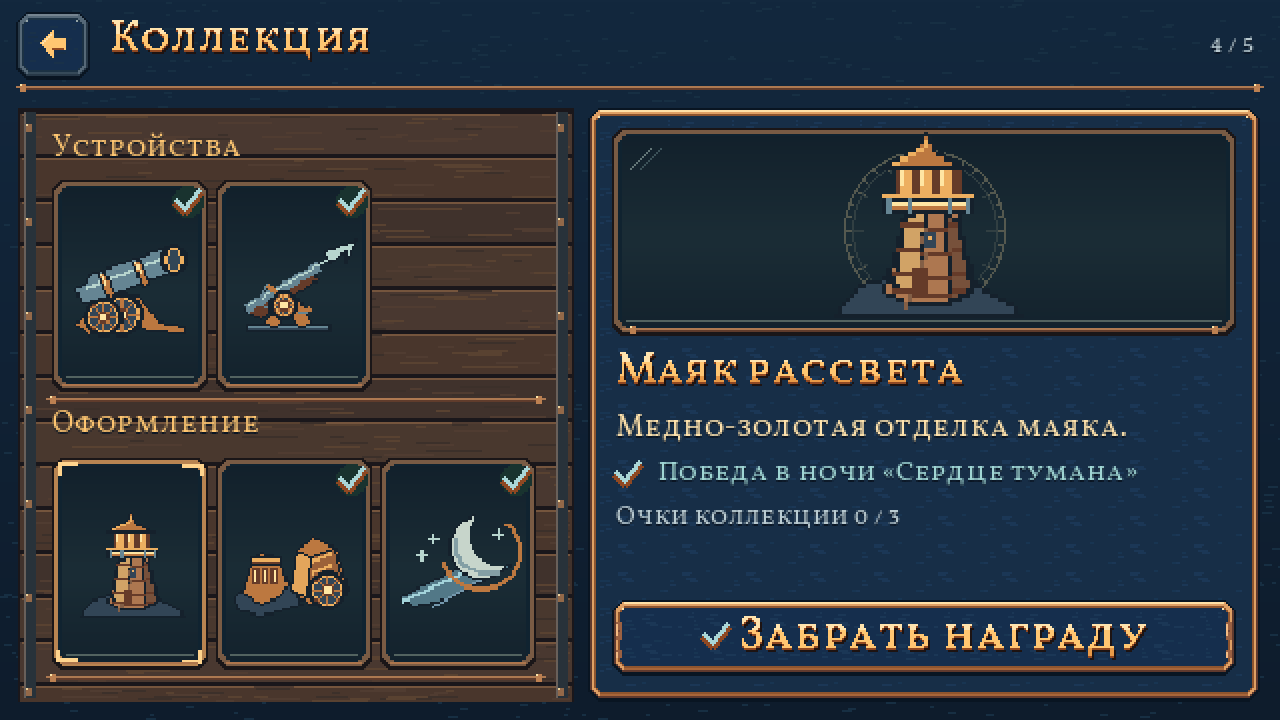 Коллекция
4 / 5
Устройства
Оформление
Маяк рассвета
Медно-золотая отделка маяка.
Победа в ночи «Сердце тумана»
Очки коллекции 0 / 3
Забрать награду